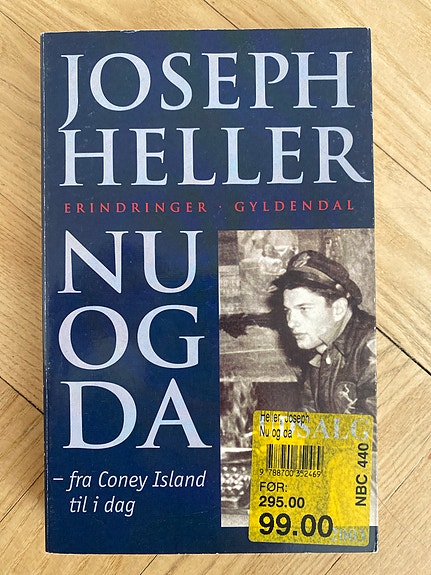 JOSEPH
HELLER
ERINDRINGER · GYLDENDAL
NU
OG
DA
– fra Coney Island
til i dag
Heller, Joseph
Nu og da
UDSALG
9 788700 352469
FØR:
295.00
99.00
NBC 440